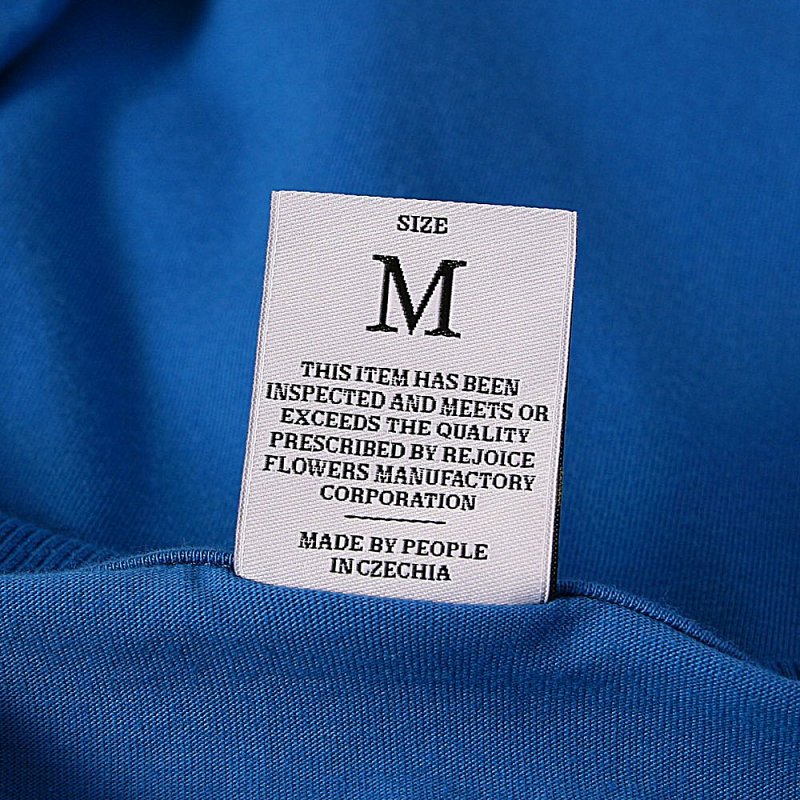 SIZE
M
THIS ITEM HAS BEEN
INSPECTED AND MEETS OR
EXCEEDS THE QUALITY
PRESCRIBED BY REJOICE
FLOWERS MANUFACTORY
CORPORATION
MADE BY PEOPLE
IN CZECHIA